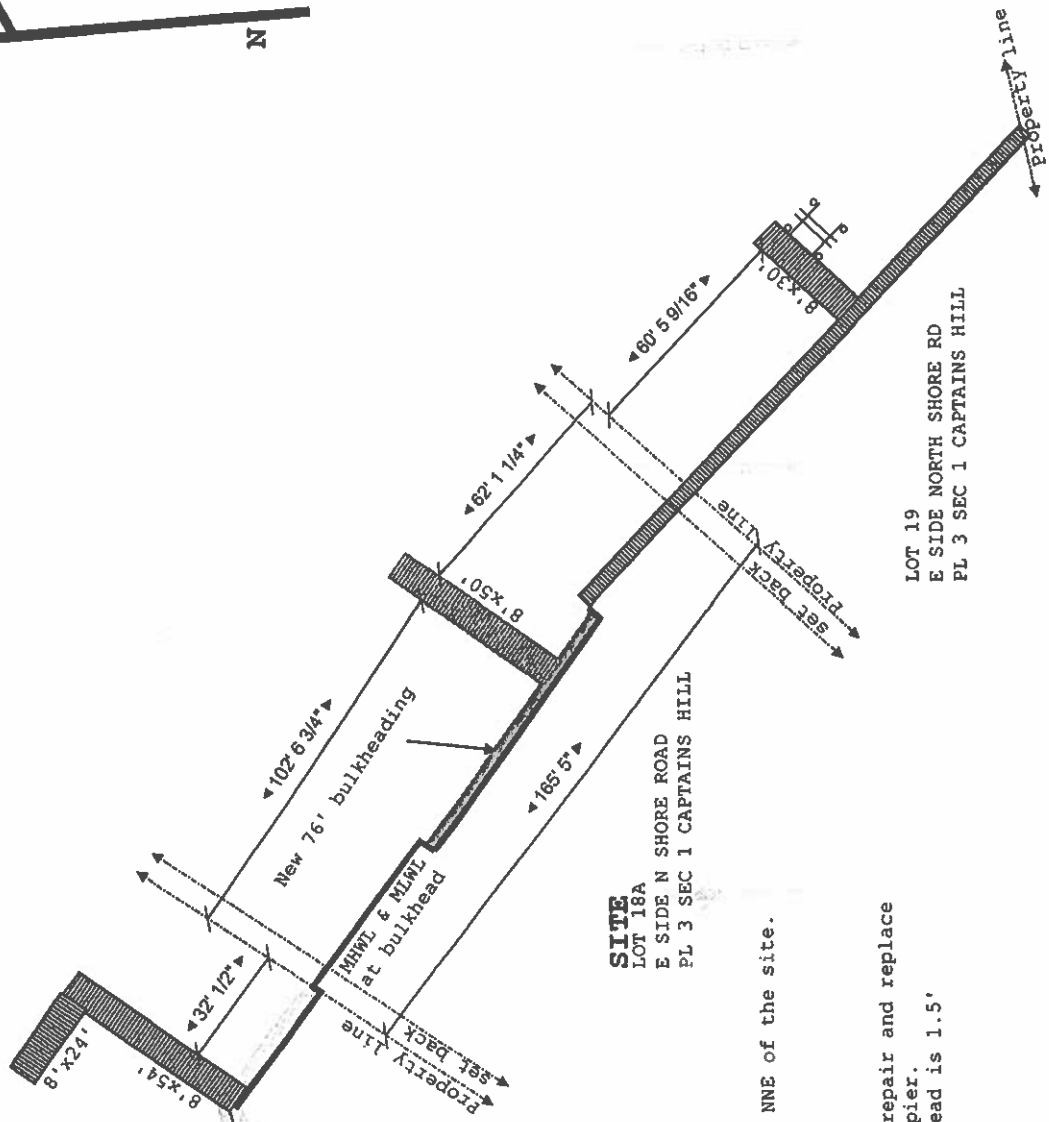 N
Property line
8'x30'
◄60' 5 9/16"►
◄62' 1 1/4"►
8'x50'
◄102' 6 3/4"►
New 76' bulkheading
Property line
set back
◄165' 5"►
MHWL & MLWL
at bulkhead
◄32' 1/2"►
8'x24'
8'x54'
Property line
set back
SITE
LOT 18A
E SIDE N SHORE ROAD
PL 3 SEC 1 CAPTAINS HILL
LOT 19
E SIDE NORTH SHORE RD
PL 3 SEC 1 CAPTAINS HILL
NNE of the site.
repair and replace
pier.
ead is 1.5'